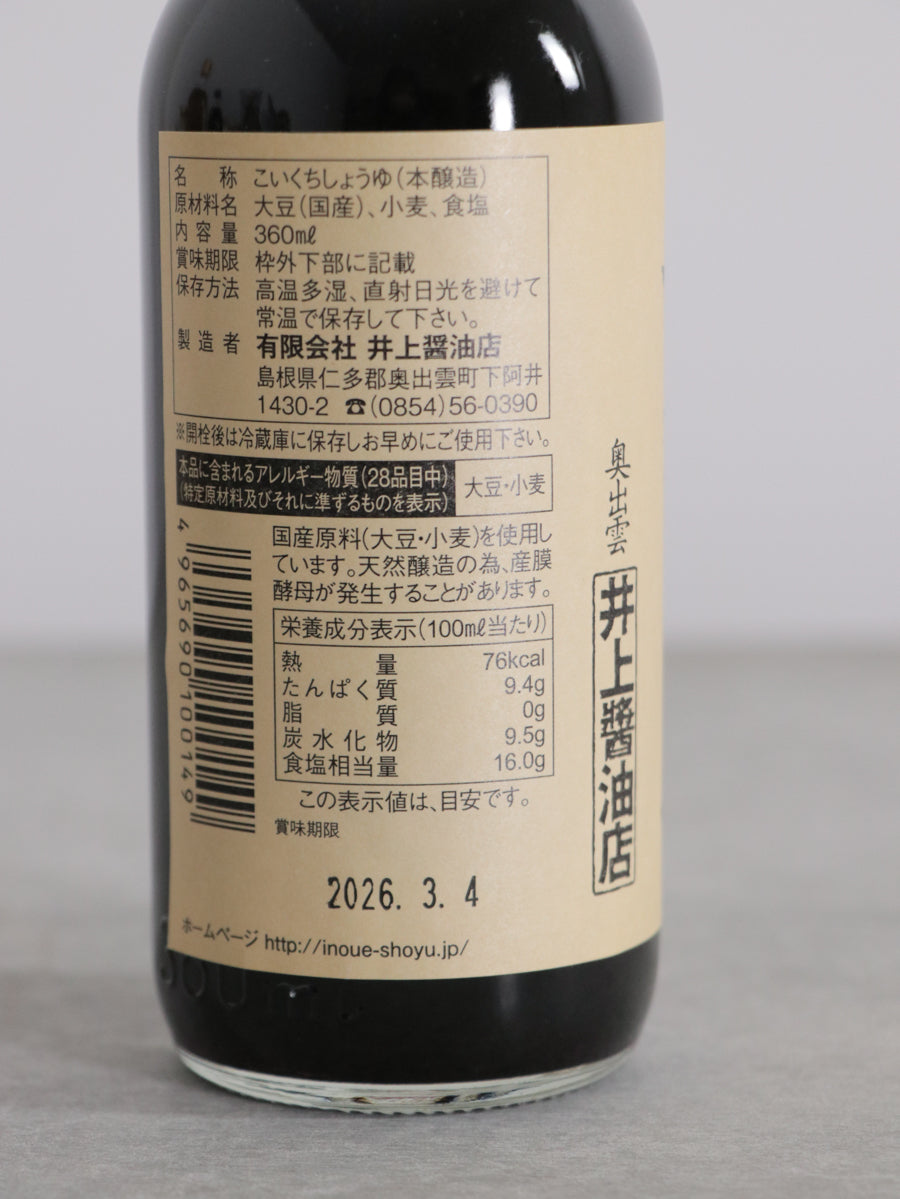 名称 こいくちしょうゆ(本醸造)
原材料名 大豆(国産)、小麦、食塩
内容量 360㎖
賞味期限 枠外下部に記載
保存方法 高温多湿、直射日光を避けて
常温で保存して下さい。
製造者 有限会社 井上醤油店
島根県仁多郡奥出雲町下阿井
1430-2 ☎(0854)56-0390
※開栓後は冷蔵庫に保存しお早めにご使用下さい。
本品に含まれるアレルギー物質(28品目中)
(特定原材料及びそれに準ずるものを表示)
大豆・小麦
国産原料(大豆・小麦)を使用し
ています。天然醸造の為、産膜
酵母が発生することがあります。
栄養成分表示(100㎖当たり)
熱量 76kcal
たんぱく質 9.4g
脂質 0g
炭水化物 9.5g
食塩相当量 16.0g
この表示値は、目安です。
賞味期限
2026. 3. 4
ホームページ http://inoue-shoyu.jp/
4 965690 100149
奥出雲
井上醬油店
360ml